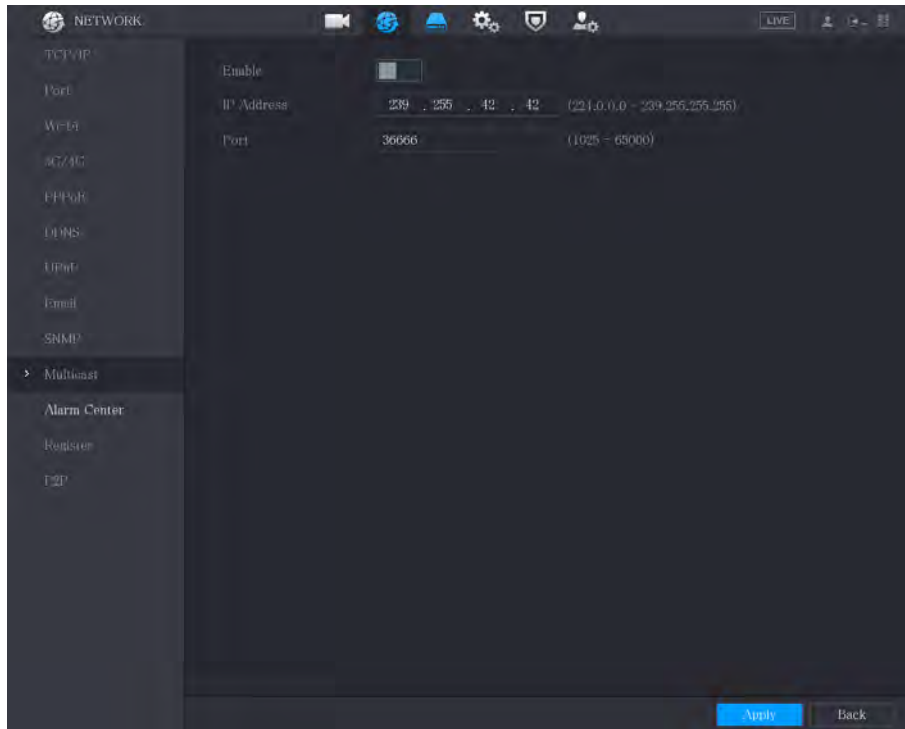 NETWORK
LIVE
TCP/IP
Port
Wi-Fi
3G/4G
PPPoE
DDNS
UPnP
Email
SNMP
Multicast
Alarm Center
Register
P2P
Enable
IP Address 239 . 255 . 42 . 42 (224.0.0.0 - 239.255.255.255)
Port 36666 (1025 - 65000)
Apply Back